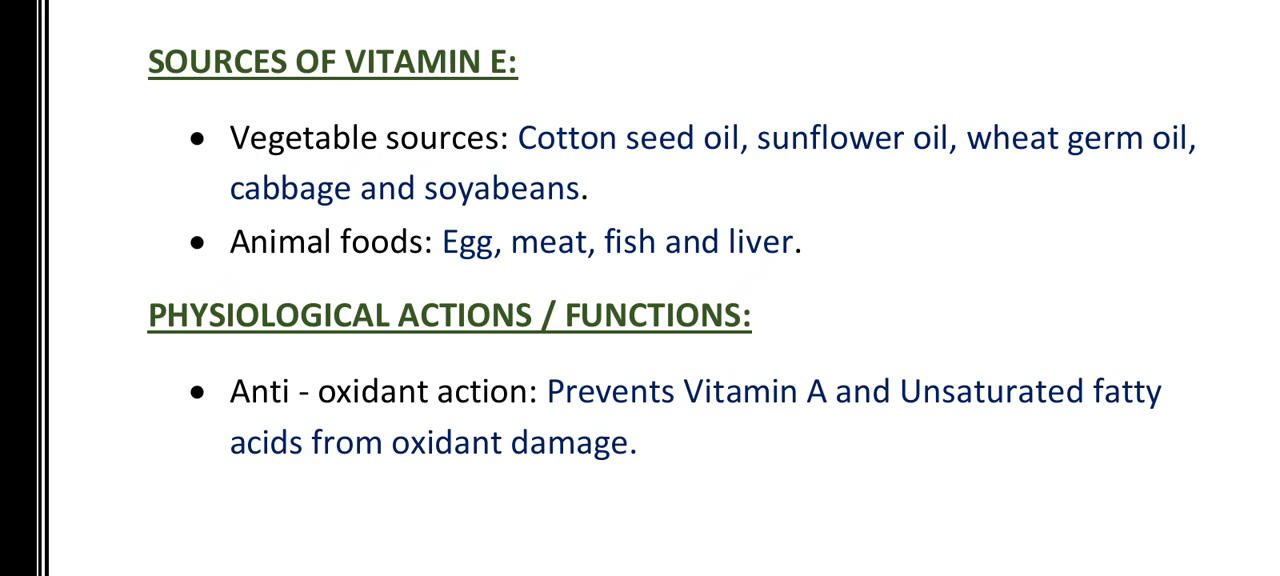 SOURCES OF VITAMIN E:
• Vegetable sources: Cotton seed oil, sunflower oil, wheat germ oil,
cabbage and soyabeans.
• Animal foods: Egg, meat, fish and liver.
PHYSIOLOGICAL ACTIONS / FUNCTIONS:
• Anti - oxidant action: Prevents Vitamin A and Unsaturated fatty
acids from oxidant damage.